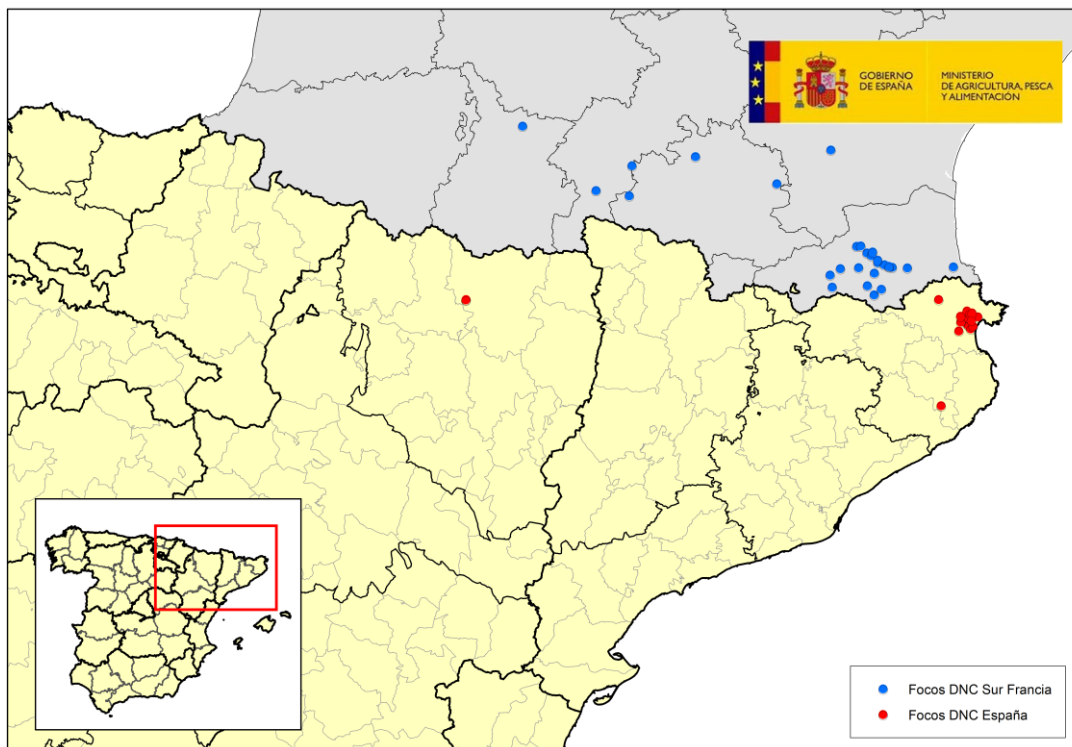 GOBIERNO
DE ESPAÑA
MINISTERIO
DE AGRICULTURA, PESCA
Y ALIMENTACIÓN
Focos DNC Sur Francia
Focos DNC España